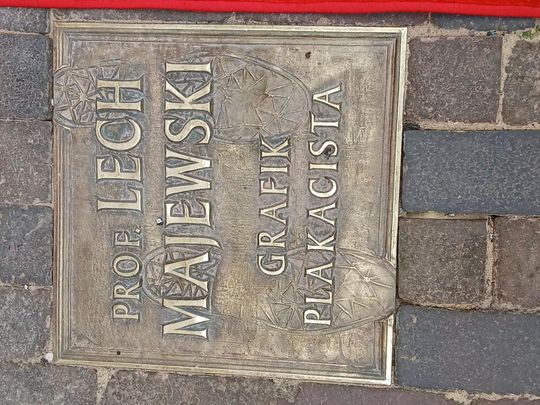 PROF. LECH
MAJEWSKI
GRAFIK
PLAKACISTA